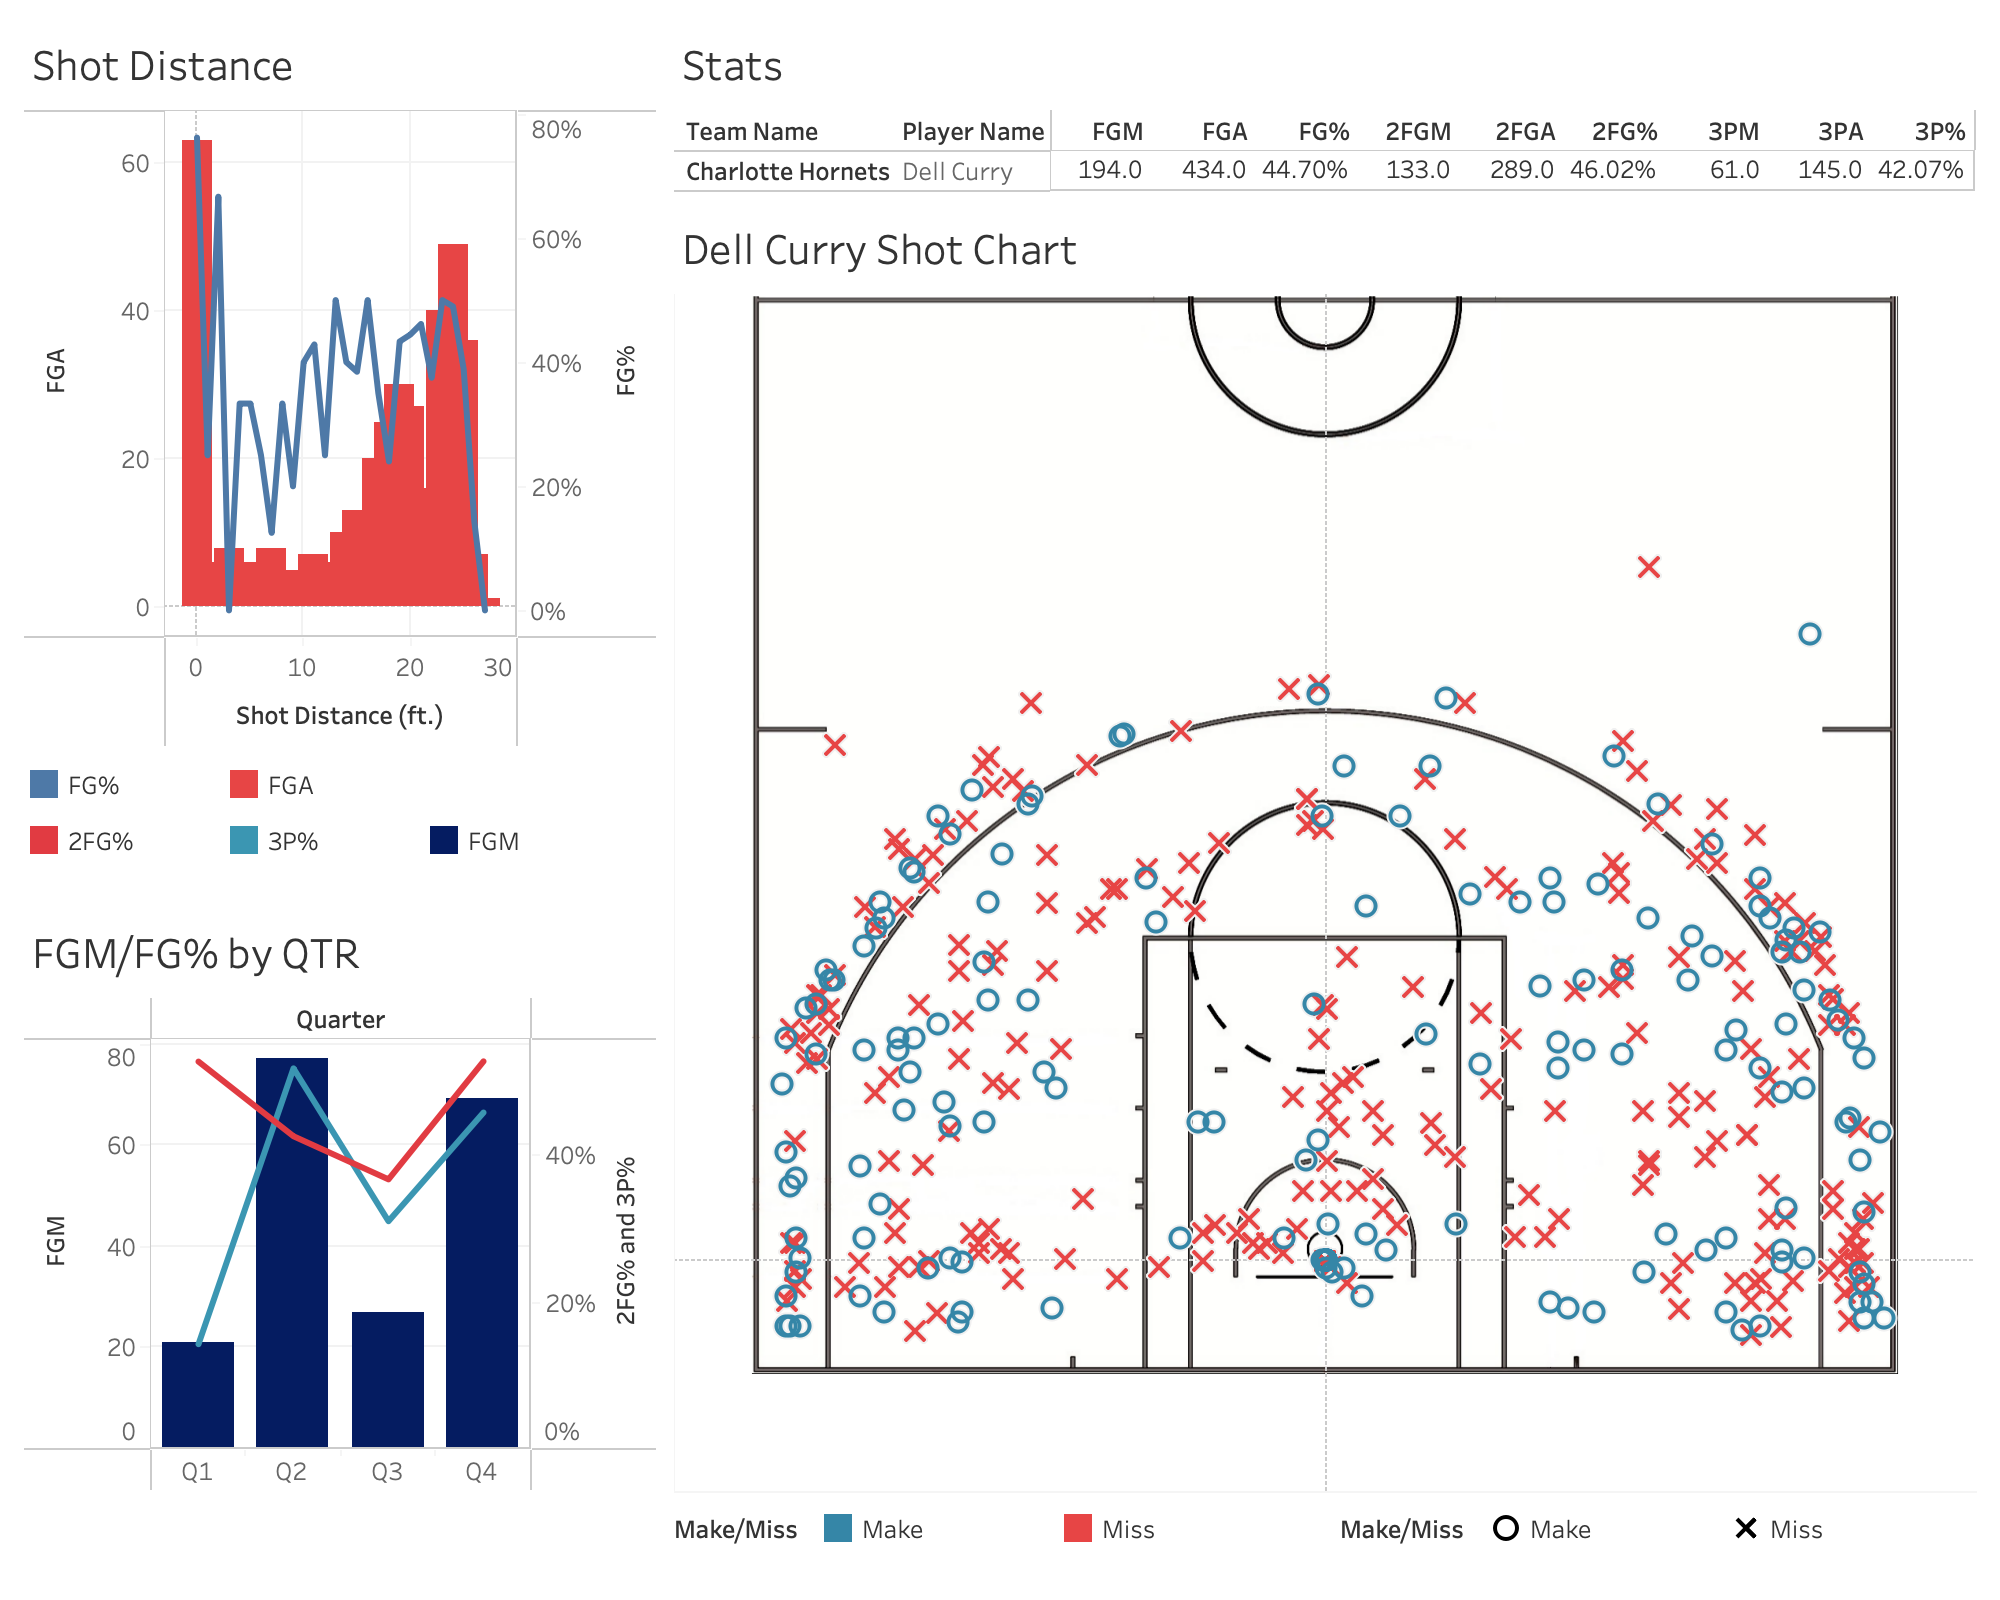 Shot Distance
80%
60
60%
40
40%
20
20%
0
0%
FGA
FG%
0 10 20 30
Shot Distance (ft.)
FG% FGA
2FG% 3P% FGM
FGM/FG% by QTR
Quarter
80
60
40%
40
20%
20
0
0%
FGM
2FG% and 3P%
Q1 Q2 Q3 Q4
Stats
Team Name Player Name FGM FGA FG% 2FGM 2FGA 2FG% 3PM 3PA 3P%
Charlotte Hornets Dell Curry 194.0 434.0 44.70% 133.0 289.0 46.02% 61.0 145.0 42.07%
Dell Curry Shot Chart
Make/Miss Make Miss Make/Miss Make Miss